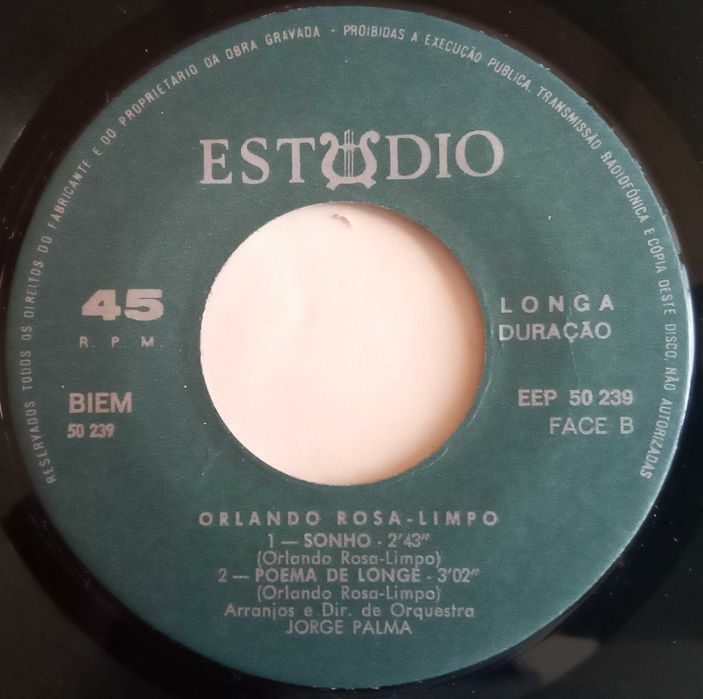 RESERVADOS TODOS OS DIREITOS DO FABRICANTE E DO PROPRIETARIO DA OBRA GRAVADA - PROIBIDAS A EXECUÇÃO PUBLICA, TRANSMISSÃO RADIOFÓNICA E CÓPIA DESTE DISCO, NÃO AUTORIZADAS
ESTUDIO
45
R. P. M.
LONGA
DURAÇÃO
BIEM
50 239
EEP 50 239
FACE B
ORLANDO ROSA-LIMPO
1 — SONHO - 2'43"
(Orlando Rosa-Limpo)
2 — POEMA DE LONGE - 3'02"
(Orlando Rosa-Limpo)
Arranjos e Dir. de Orquestra
JORGE PALMA